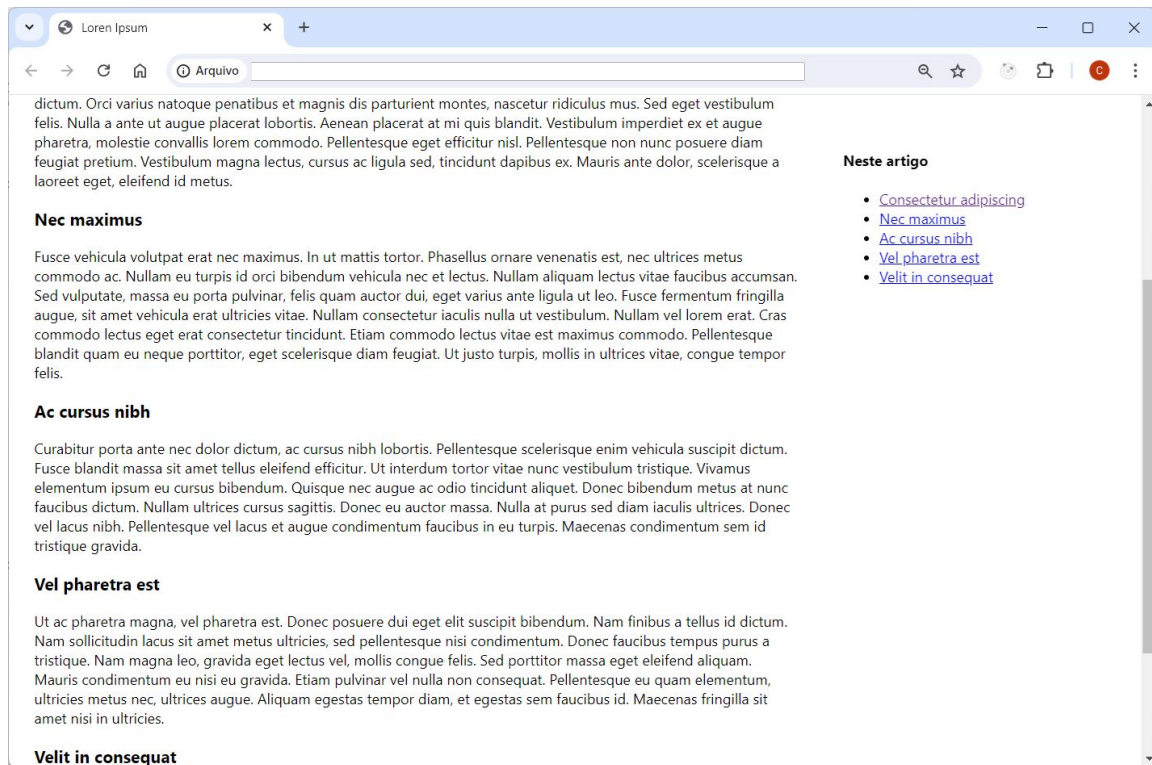 Loren Ipsum
Arquivo
C
dictum. Orci varius natoque penatibus et magnis dis parturient montes, nascetur ridiculus mus. Sed eget vestibulum
felis. Nulla a ante ut augue placerat lobortis. Aenean placerat at mi quis blandit. Vestibulum imperdiet ex et augue
pharetra, molestie convallis lorem commodo. Pellentesque eget efficitur nisl. Pellentesque non nunc posuere diam
feugiat pretium. Vestibulum magna lectus, cursus ac ligula sed, tincidunt dapibus ex. Mauris ante dolor, scelerisque a
laoreet eget, eleifend id metus.
Nec maximus
Fusce vehicula volutpat erat nec maximus. In ut mattis tortor. Phasellus ornare venenatis est, nec ultrices metus
commodo ac. Nullam eu turpis id orci bibendum vehicula nec et lectus. Nullam aliquam lectus vitae faucibus accumsan.
Sed vulputate, massa eu porta pulvinar, felis quam auctor dui, eget varius ante ligula ut leo. Fusce fermentum fringilla
augue, sit amet vehicula erat ultricies vitae. Nullam consectetur iaculis nulla ut vestibulum. Nullam vel lorem erat. Cras
commodo lectus eget erat consectetur tincidunt. Etiam commodo lectus vitae est maximus commodo. Pellentesque
blandit quam eu neque porttitor, eget scelerisque diam feugiat. Ut justo turpis, mollis in ultrices vitae, congue tempor
felis.
Ac cursus nibh
Curabitur porta ante nec dolor dictum, ac cursus nibh lobortis. Pellentesque scelerisque enim vehicula suscipit dictum.
Fusce blandit massa sit amet tellus eleifend efficitur. Ut interdum tortor vitae nunc vestibulum tristique. Vivamus
elementum ipsum eu cursus bibendum. Quisque nec augue ac odio tincidunt aliquet. Donec bibendum metus at nunc
faucibus dictum. Nullam ultrices cursus sagittis. Donec eu auctor massa. Nulla at purus sed diam iaculis ultrices. Donec
vel lacus nibh. Pellentesque vel lacus et augue condimentum faucibus in eu turpis. Maecenas condimentum sem id
tristique gravida.
Vel pharetra est
Ut ac pharetra magna, vel pharetra est. Donec posuere dui eget elit suscipit bibendum. Nam finibus a tellus id dictum.
Nam sollicitudin lacus sit amet metus ultricies, sed pellentesque nisi condimentum. Donec faucibus tempus purus a
tristique. Nam magna leo, gravida eget lectus vel, mollis congue felis. Sed porttitor massa eget eleifend aliquam.
Mauris condimentum eu nisi eu gravida. Etiam pulvinar vel nulla non consequat. Pellentesque eu quam elementum,
ultricies metus nec, ultrices augue. Aliquam egestas tempor diam, et egestas sem faucibus id. Maecenas fringilla sit
amet nisi in ultricies.
Velit in consequat
Neste artigo
Consectetur adipiscing
Nec maximus
Ac cursus nibh
Vel pharetra est
Velit in consequat